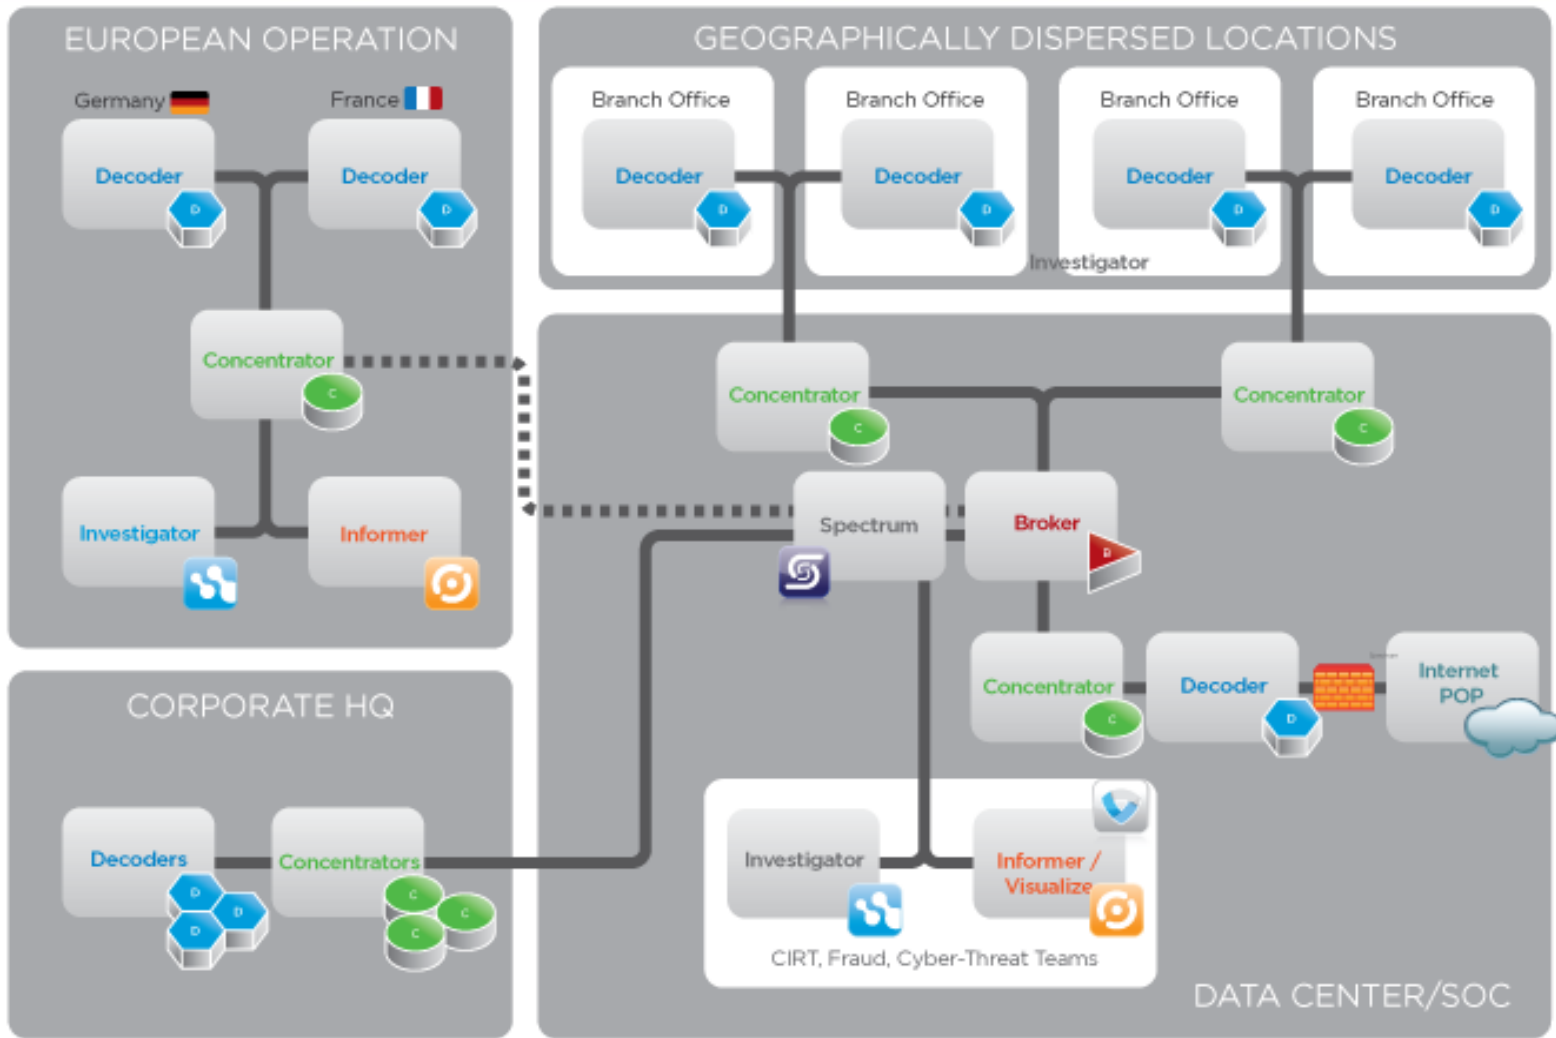 EUROPEAN OPERATION
Germany
France
Decoder
D
Decoder
D
Concentrator
C
Investigator
Informer
CORPORATE HQ
Decoders
D
D
D
Concentrators
C
C
C
GEOGRAPHICALLY DISPERSED LOCATIONS
Branch Office
Branch Office
Branch Office
Branch Office
Decoder
D
Decoder
D
Decoder
D
Decoder
D
Investigator
Concentrator
C
Concentrator
C
Spectrum
Broker
B
Concentrator
C
Decoder
D
Internet
POP
Investigator
Informer /
Visualize
CIRT, Fraud, Cyber-Threat Teams
DATA CENTER/SOC